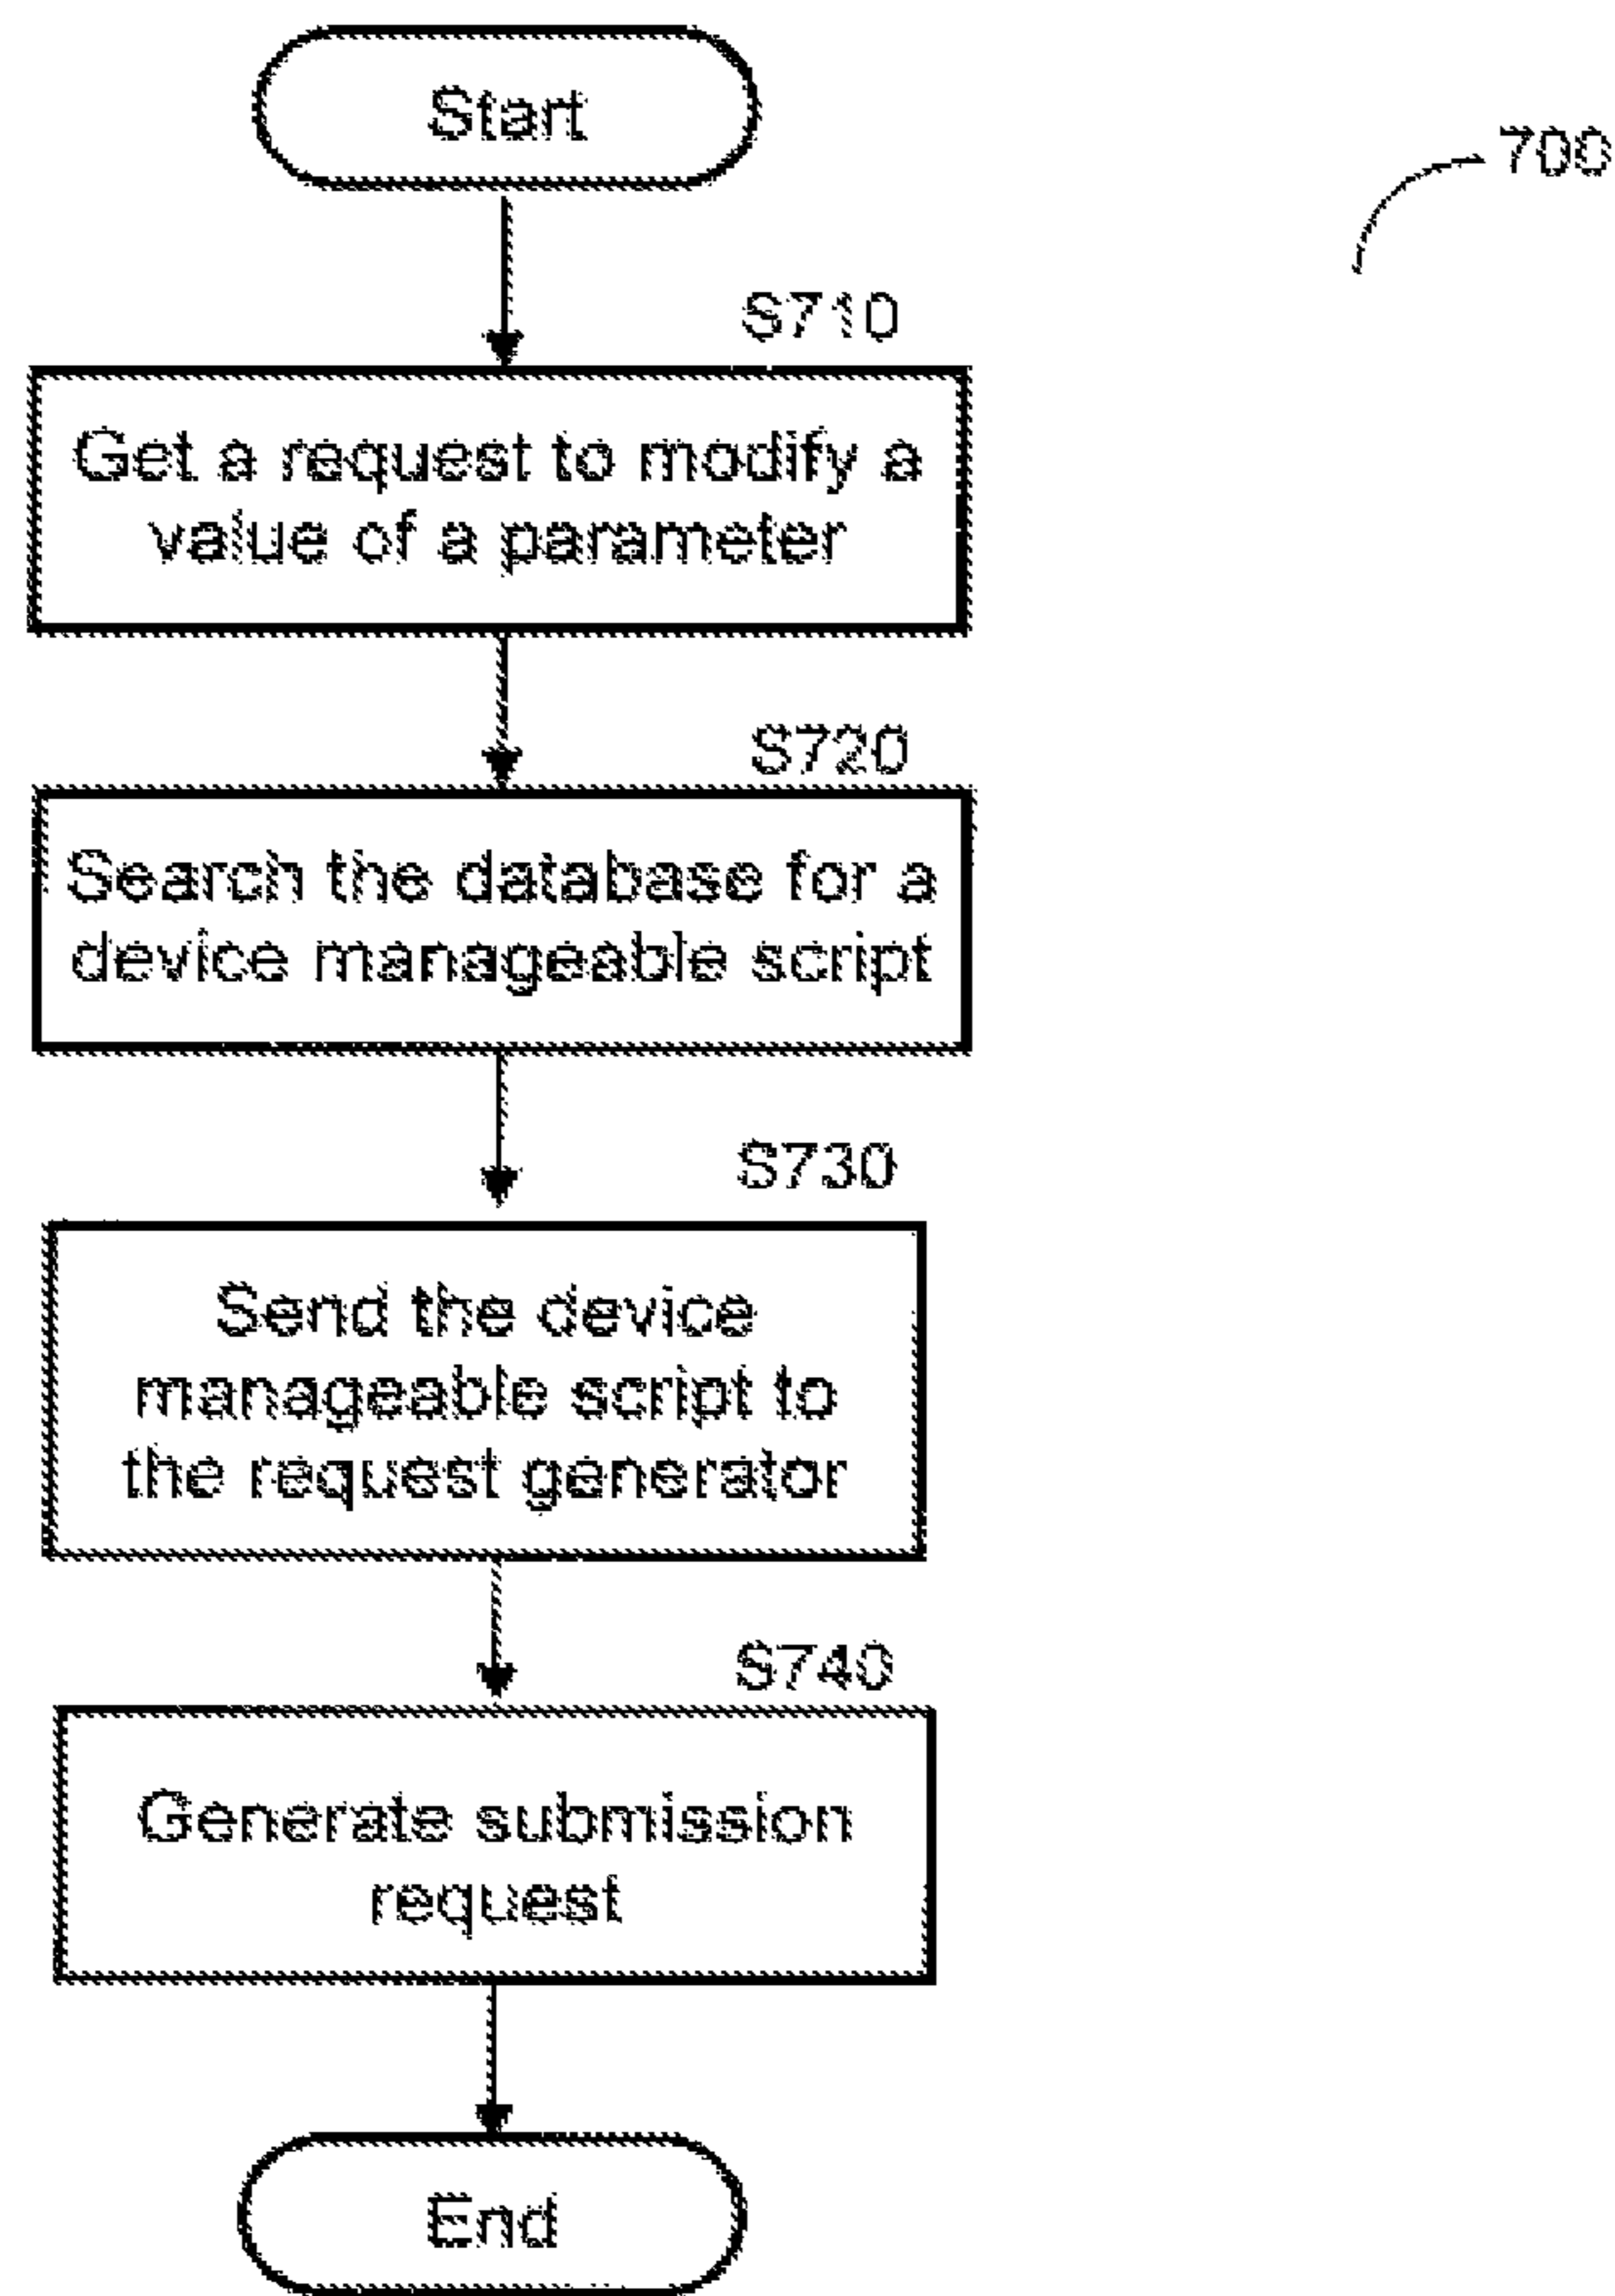 Start
700
S710
Get a request to modify a
value of a parameter
S720
Search the database for a
device manageable script
S730
Send the device
manageable script to
the request generator
S740
Generate submission
request
End